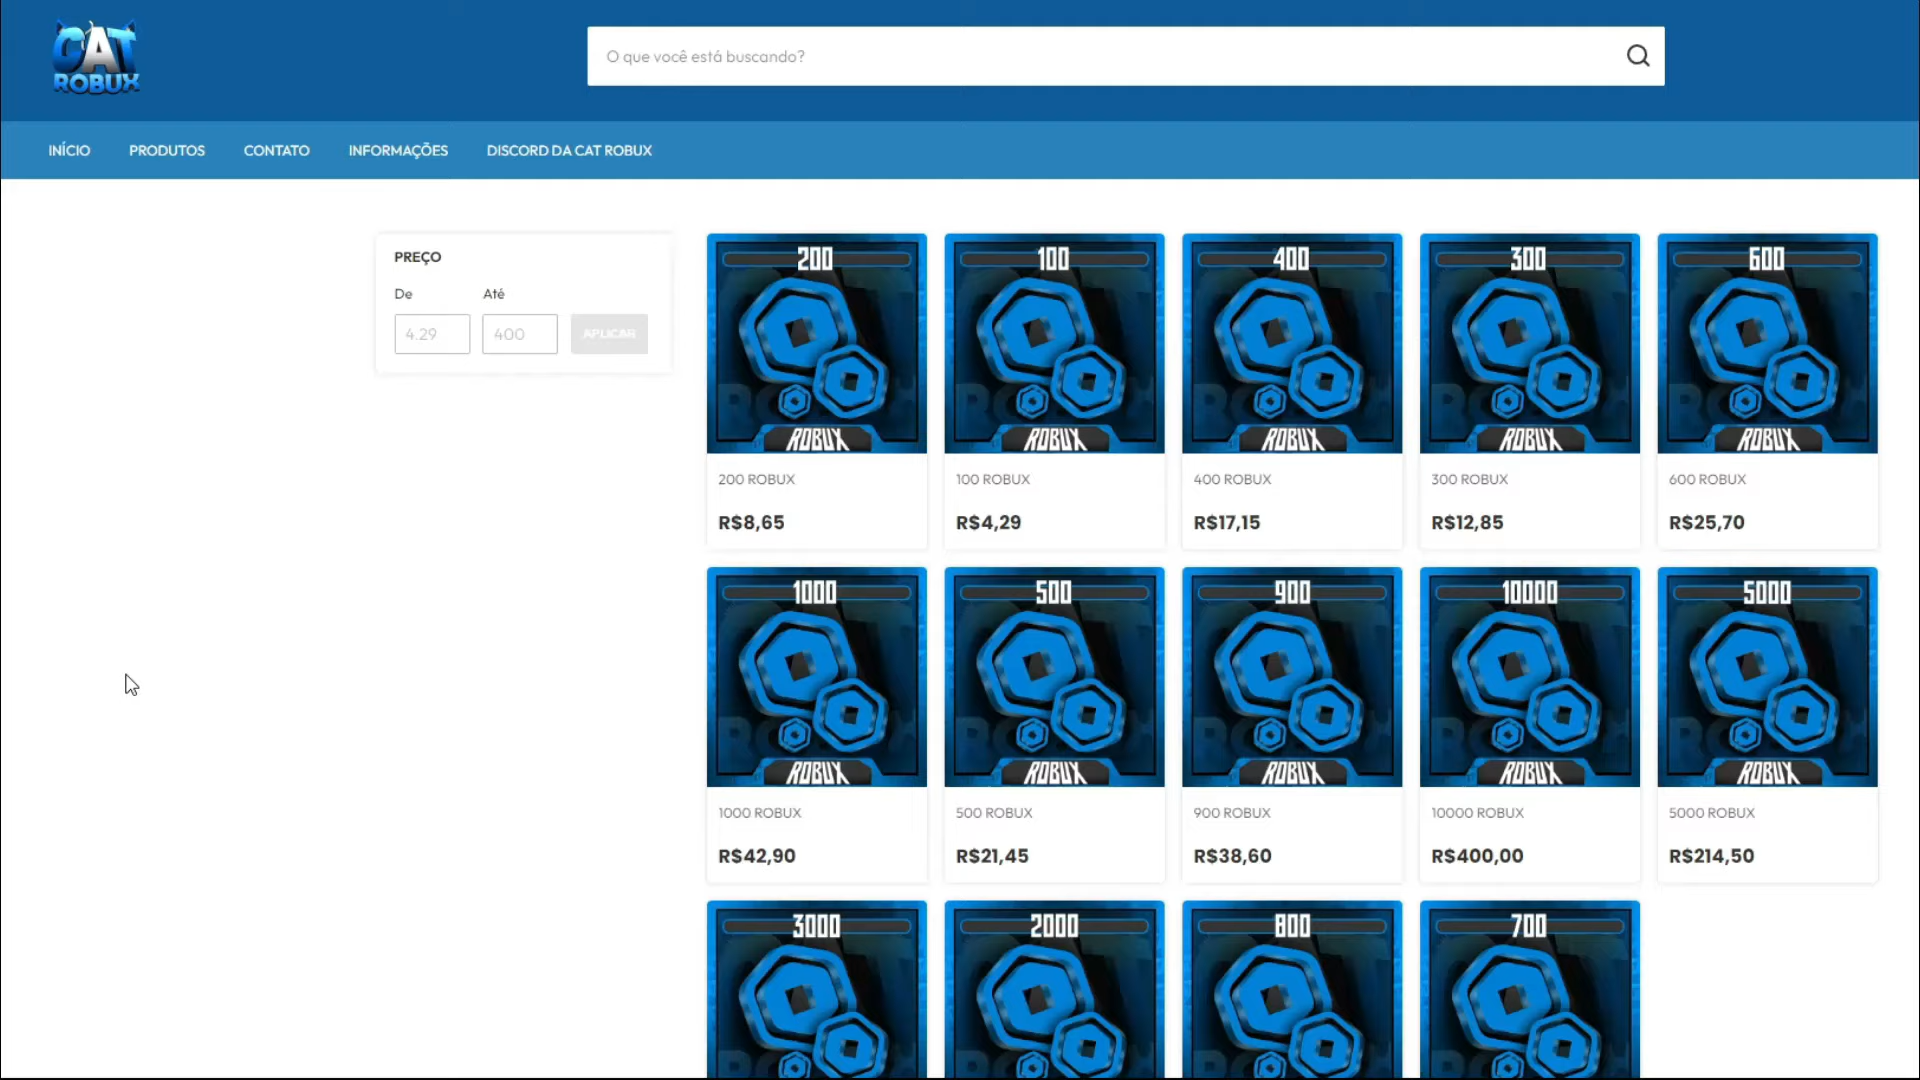 CAT
ROBUX
O que você está buscando?
INÍCIO PRODUTOS CONTATO INFORMAÇÕES DISCORD DA CAT ROBUX
PREÇO
De Até
4.29 400 APLICAR
200 100 400 300 600
ROBUX ROBUX ROBUX ROBUX ROBUX
200 ROBUX 100 ROBUX 400 ROBUX 300 ROBUX 600 ROBUX
R$8,65 R$4,29 R$17,15 R$12,85 R$25,70
1000 500 900 10000 5000
ROBUX ROBUX ROBUX ROBUX ROBUX
1000 ROBUX 500 ROBUX 900 ROBUX 10000 ROBUX 5000 ROBUX
R$42,90 R$21,45 R$38,60 R$400,00 R$214,50
3000 2000 800 700